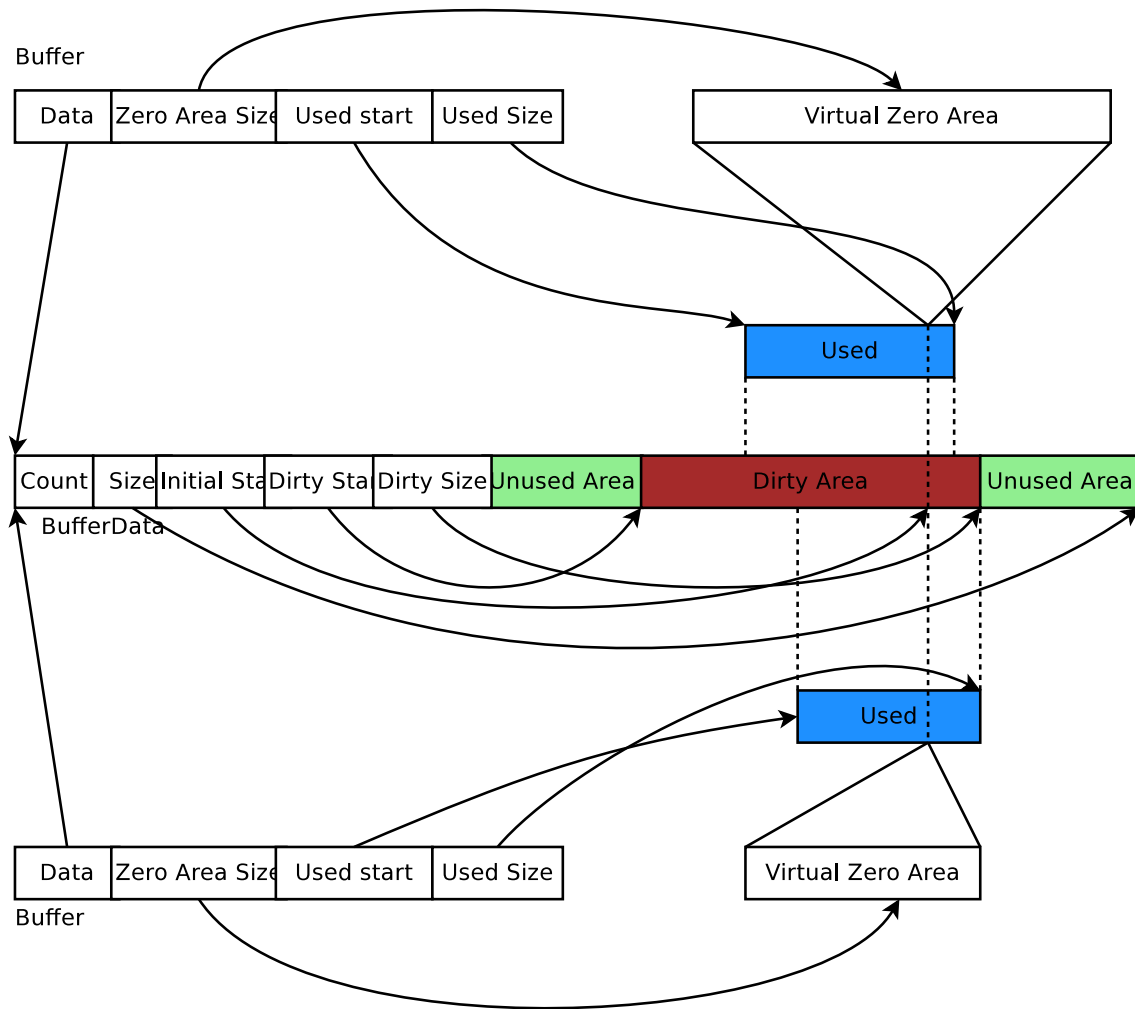 Buffer
Data Zero Area Size Used start Used Size Virtual Zero Area
Used
Count Size Initial Sta Dirty Star Dirty Size Unused Area Dirty Area Unused Area
BufferData
Used
Data Zero Area Size Used start Used Size Virtual Zero Area
Buffer